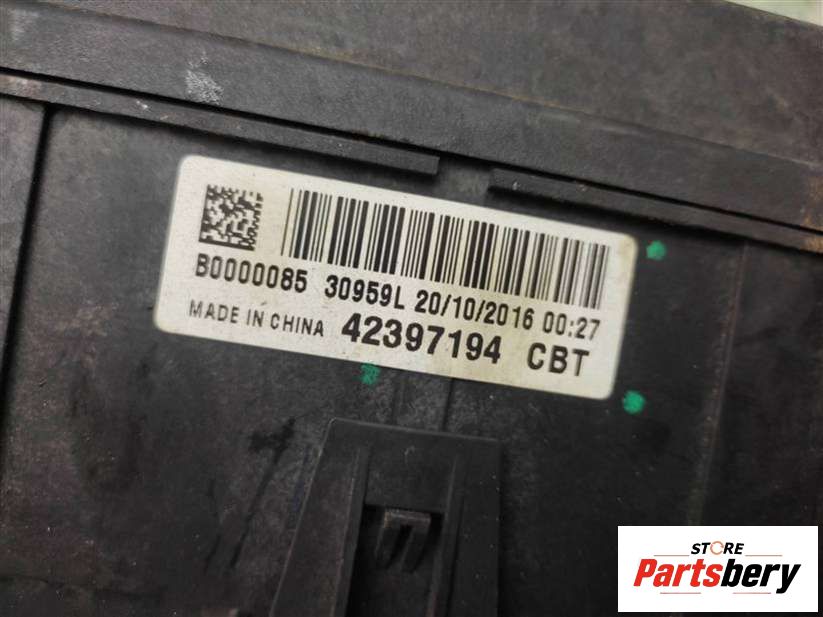 B0000085 30959L 20/10/2016 00:27
MADE IN CHINA 42397194 CBT
STORE
Partsbery